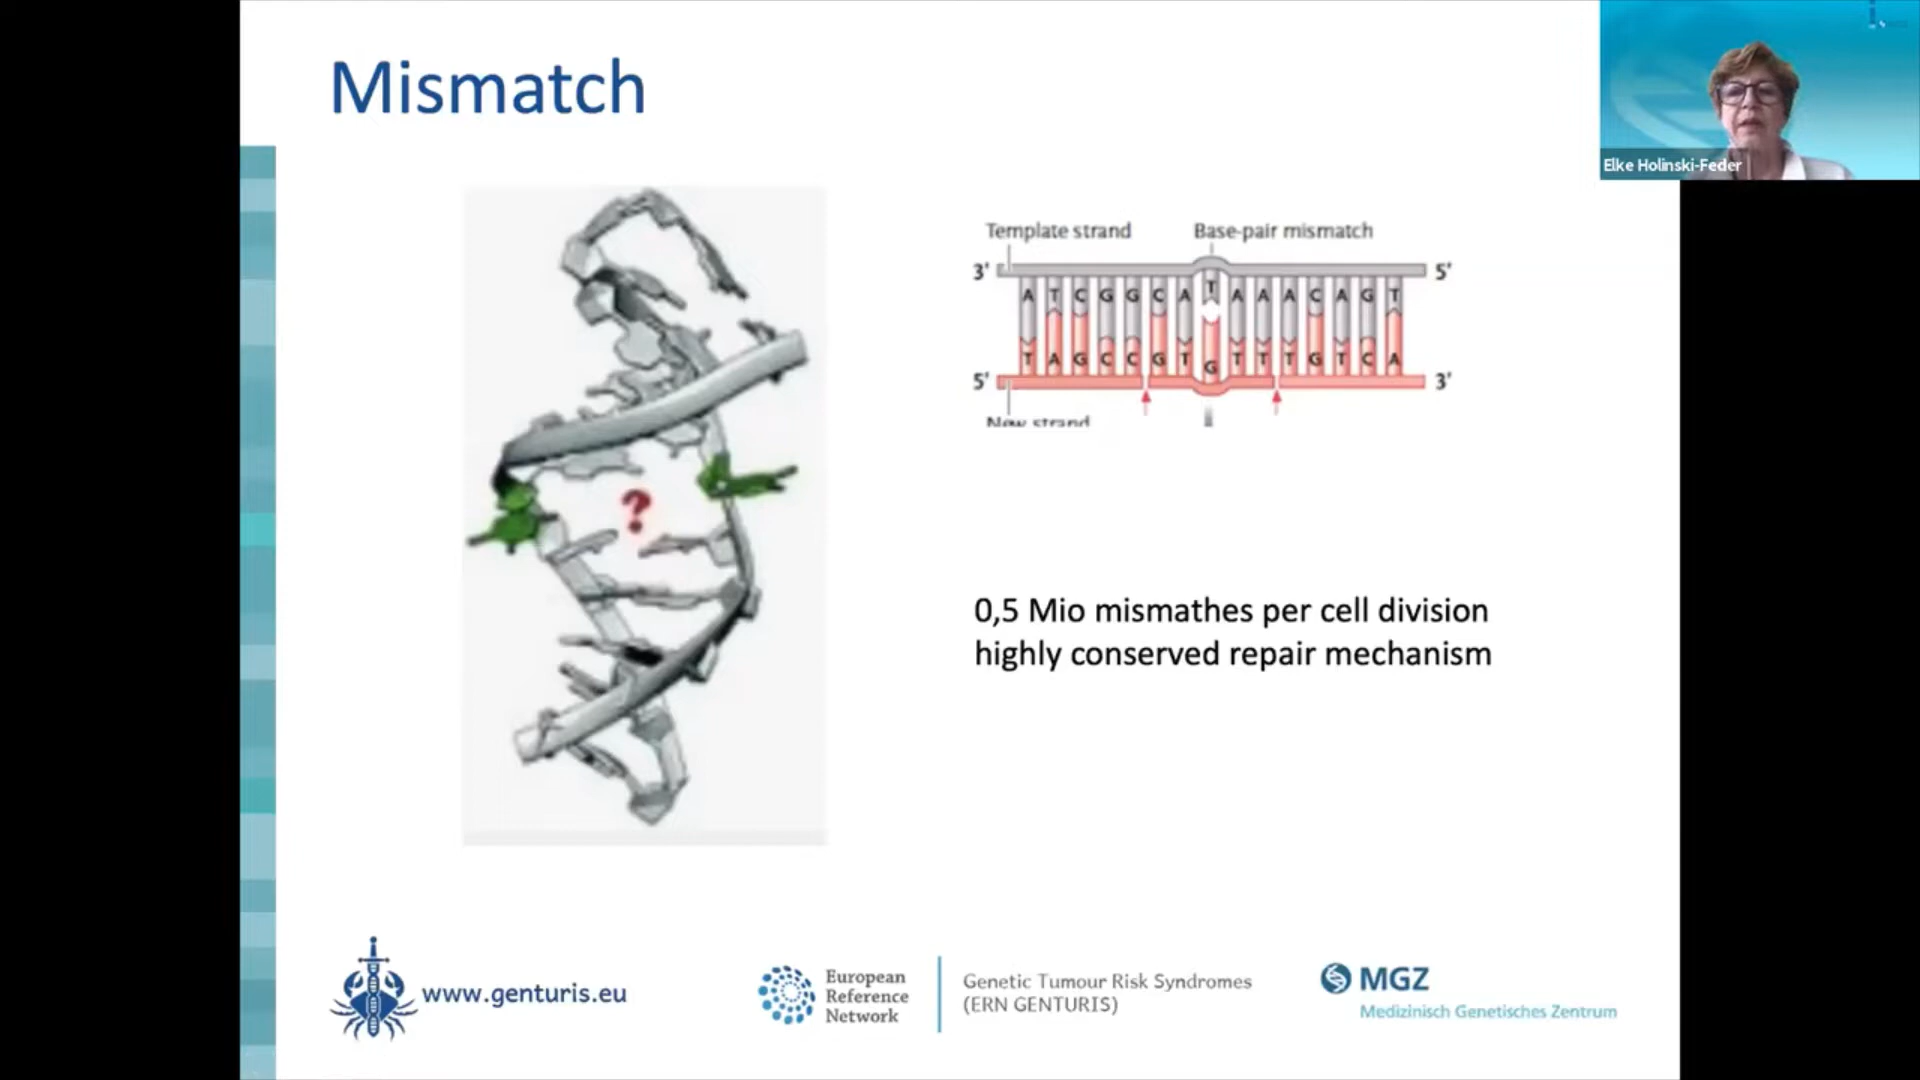 Mismatch
Elke Holinski-Feder
Template strand
Base-pair mismatch
3'
5'
A T C G G C A T A A A C A G T
T A G C C G T G T T T G T C A
5'
3'
New strand
?
0,5 Mio mismathes per cell division
highly conserved repair mechanism
www.genturis.eu
European
Reference
Network
Genetic Tumour Risk Syndromes
(ERN GENTURIS)
MGZ
Medizinisch Genetisches Zentrum